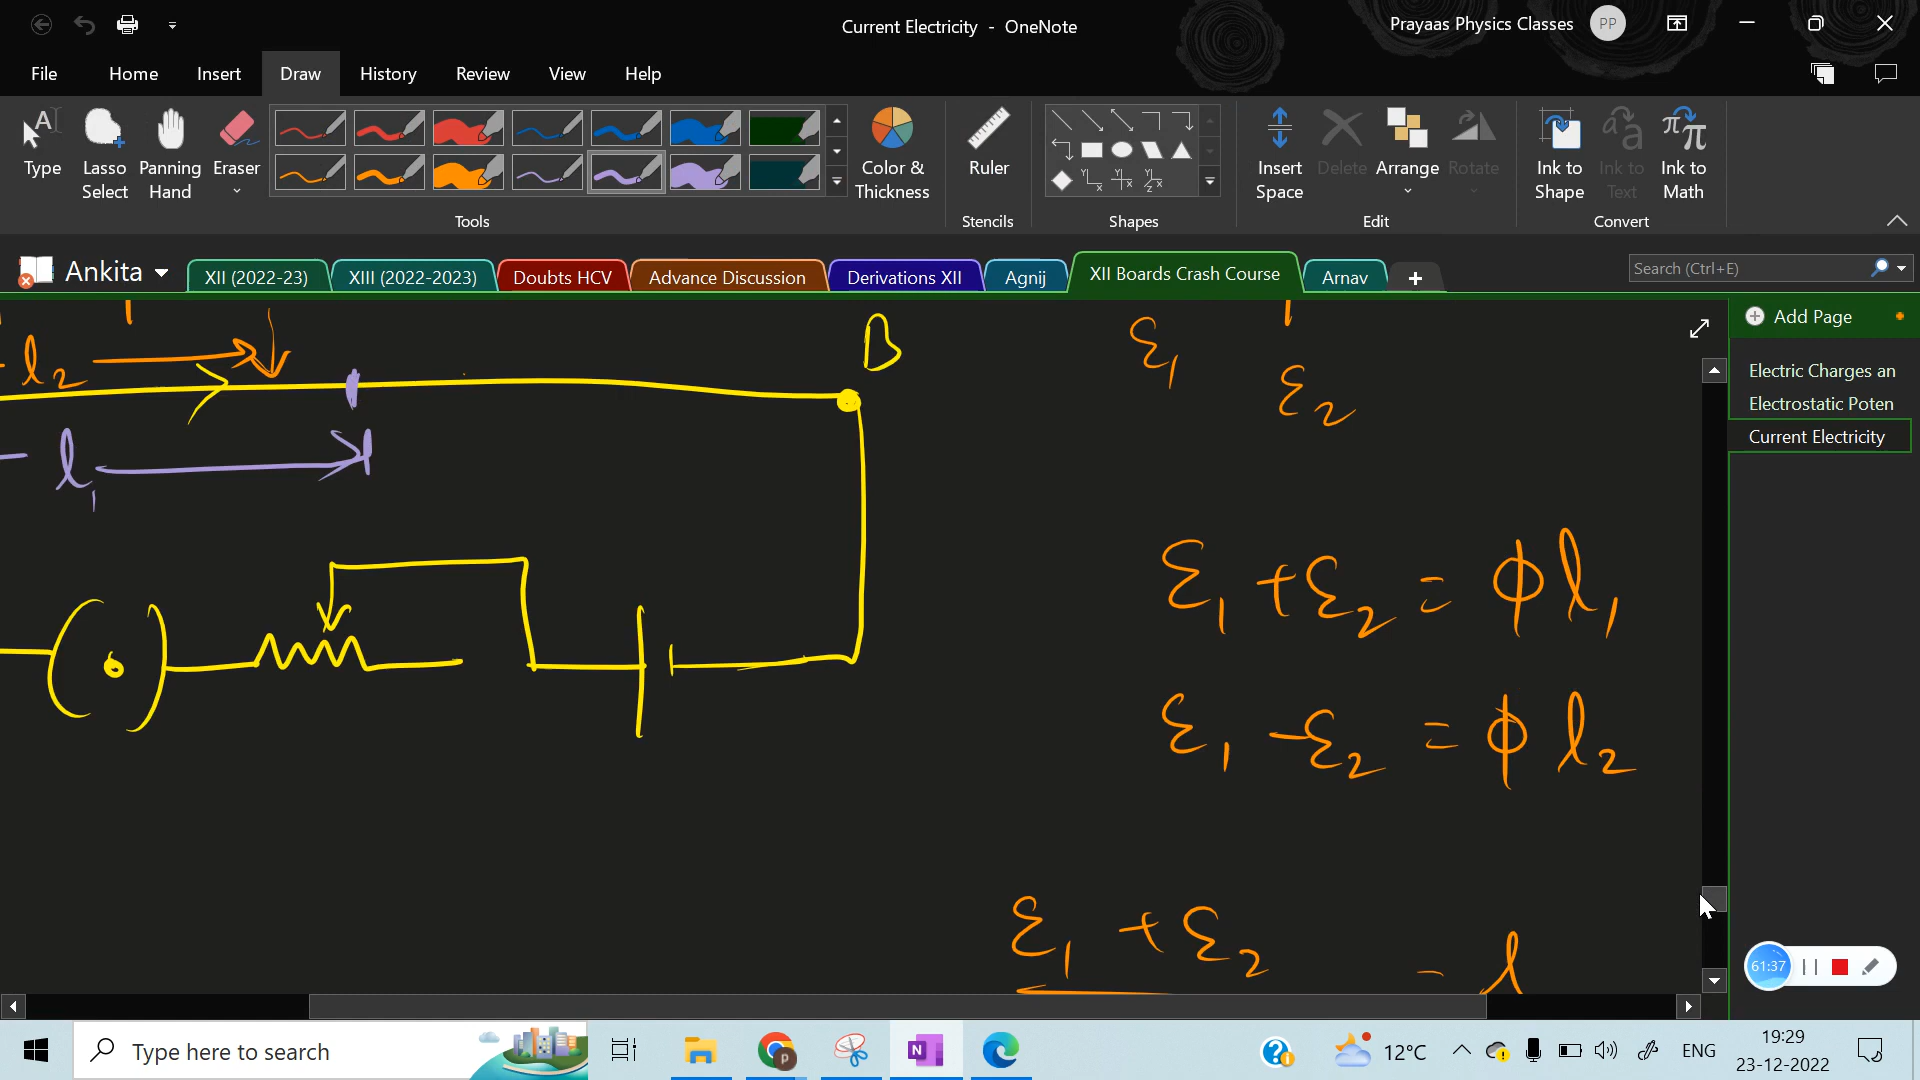 Current Electricity - OneNote
Prayaas Physics Classes PP
File Home Insert Draw History Review View Help
Type
Lasso Select
Panning Hand
Eraser
Color & Thickness
Ruler
Insert Space
Delete
Arrange
Rotate
Ink to Shape
Ink to Text
Ink to Math
Tools Stencils Shapes Edit Convert
Ankita
XII (2022-23) XIII (2022-2023) Doubts HCV Advance Discussion Derivations XII Agnij XII Boards Crash Course Arnav +
Search (Ctrl+E)
Add Page
Electric Charges an
Electrostatic Poten
Current Electricity
l₂
B
l₁
ε₁
ε₂
ε₁ + ε₂ = ϕ l₁
ε₁ - ε₂ = ϕ l₂
ε₁ + ε₂ = l
61:37
Type here to search
12°C
ENG
19:29
23-12-2022